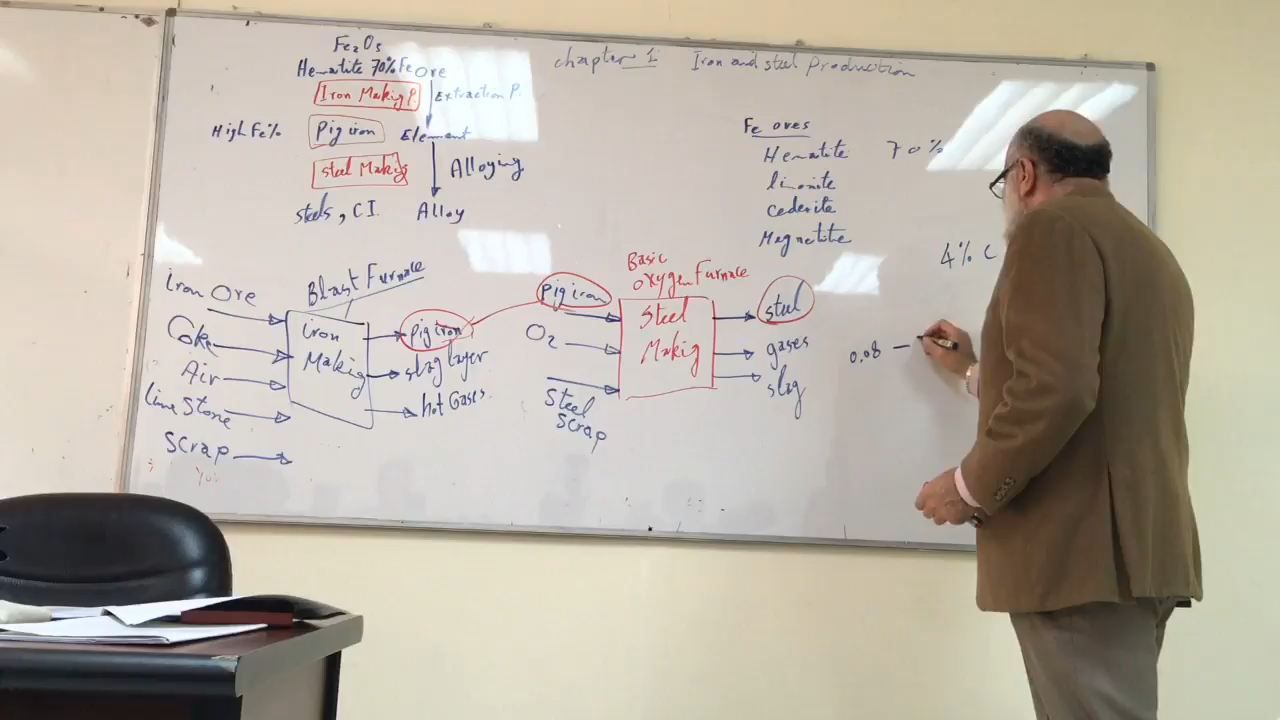 chapter 1: Iron and steel production
Fe2O3
Hematite 70% Fe Ore
Iron Making P.
Extraction P.
High Fe%
Pig iron
Element
steel Making
Alloying
steels, C.I.
Alloy
Fe ores
Hematite 70%
limonite
cederite
Magnetite
4% C
0.08 —
Blast Furnace
Iron Ore
Coke
Air
lime Stone
Scrap
iron
Making
pig iron
slag layer
hot Gases
Basic
oxygen Furnace
pig iron
O2
Steel
Scrap
Steel
Makig
steel
gases
slag